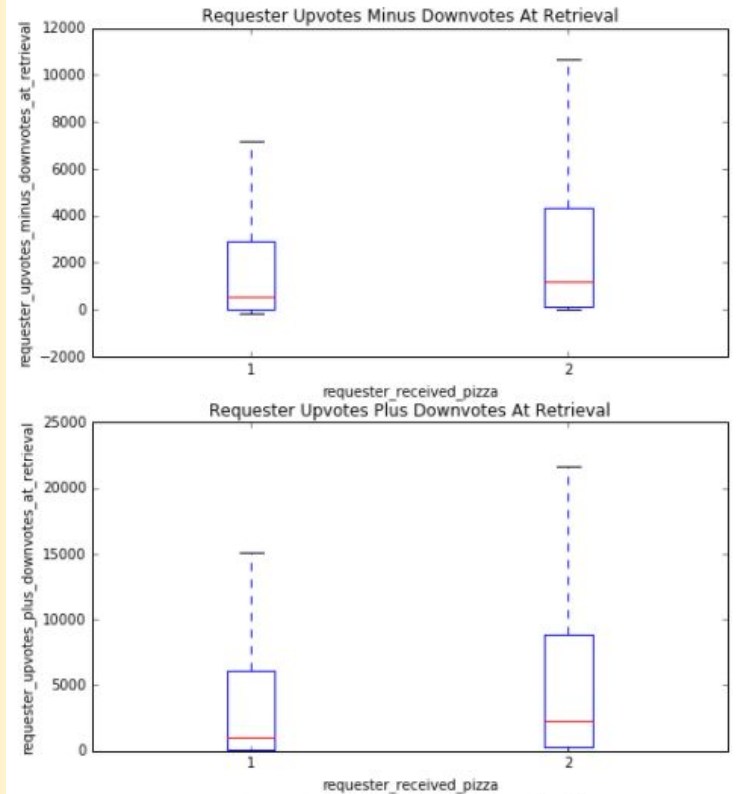 Requester Upvotes Minus Downvotes At Retrieval
requester_upvotes_minus_downvotes_at_retrieval
12000
10000
8000
6000
4000
2000
0
−2000
1 2
requester_received_pizza
Requester Upvotes Plus Downvotes At Retrieval
requester_upvotes_plus_downvotes_at_retrieval
25000
20000
15000
10000
5000
0
1 2
requester_received_pizza